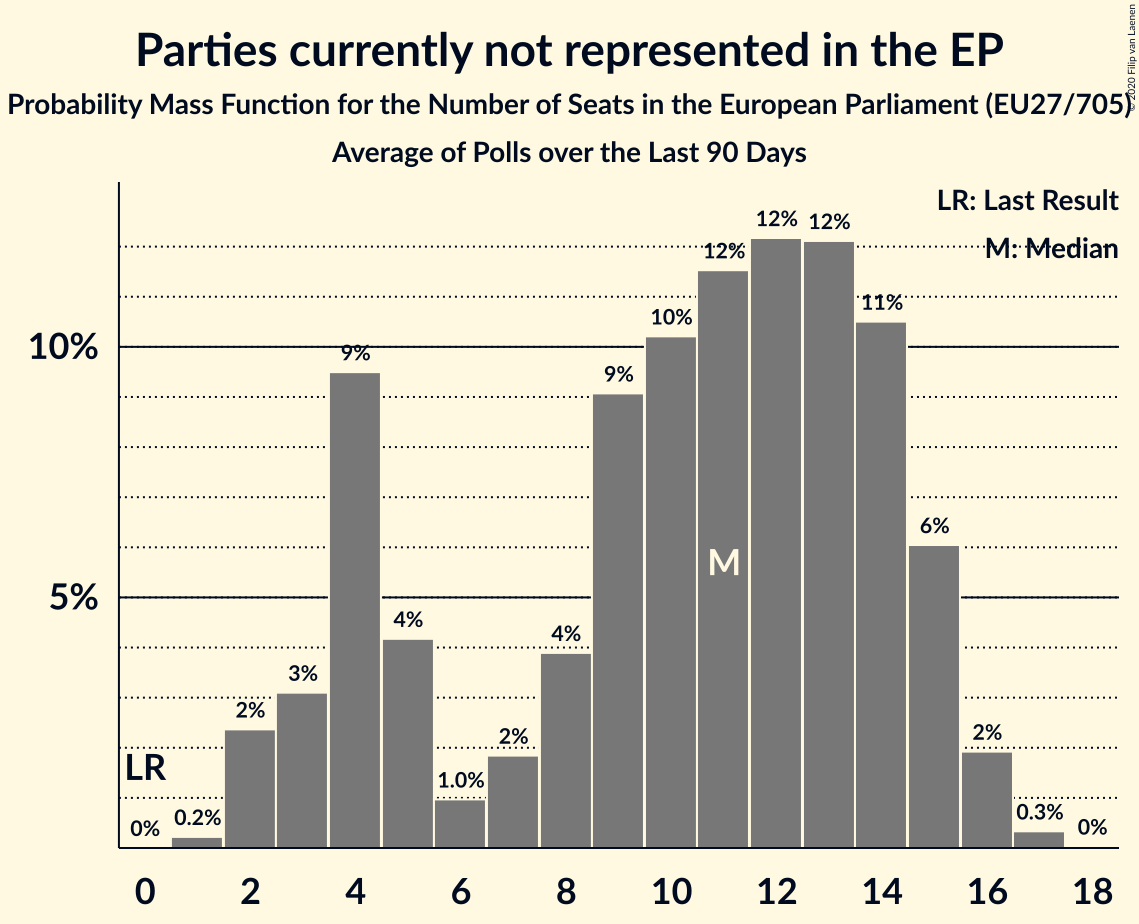 Parties currently not represented in the EP
Probability Mass Function for the Number of Seats in the European Parliament (EU27/705)
Average of Polls over the Last 90 Days
© 2020 Filip van Laenen
LR: Last Result
M: Median
10%
5%
LR
0%
0.2%
2%
3%
9%
4%
1.0%
2%
4%
9%
10%
12%
12%
12%
11%
6%
2%
0.3%
0%
M
0 2 4 6 8 10 12 14 16 18